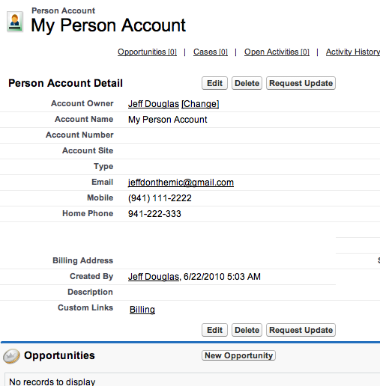 Person Account
My Person Account
Opportunities [0] | Cases [0] | Open Activities [0] | Activity History
Person Account Detail Edit Delete Request Update
Account Owner Jeff Douglas [Change]
Account Name My Person Account
Account Number
Account Site
Type
Email jeffdonthemic@gmail.com
Mobile (941) 111-2222
Home Phone 941-222-333
Billing Address S
Created By Jeff Douglas, 6/22/2010 5:03 AM
Description
Custom Links Billing
Edit Delete Request Update
Opportunities New Opportunity
No records to display